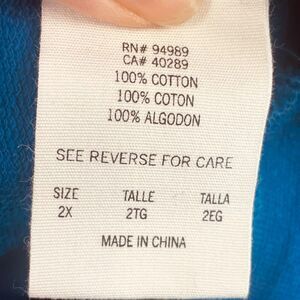 RN# 94989
CA# 40289
100% COTTON
100% COTON
100% ALGODON
SEE REVERSE FOR CARE
SIZE TALLE TALLA
2X 2TG 2EG
MADE IN CHINA